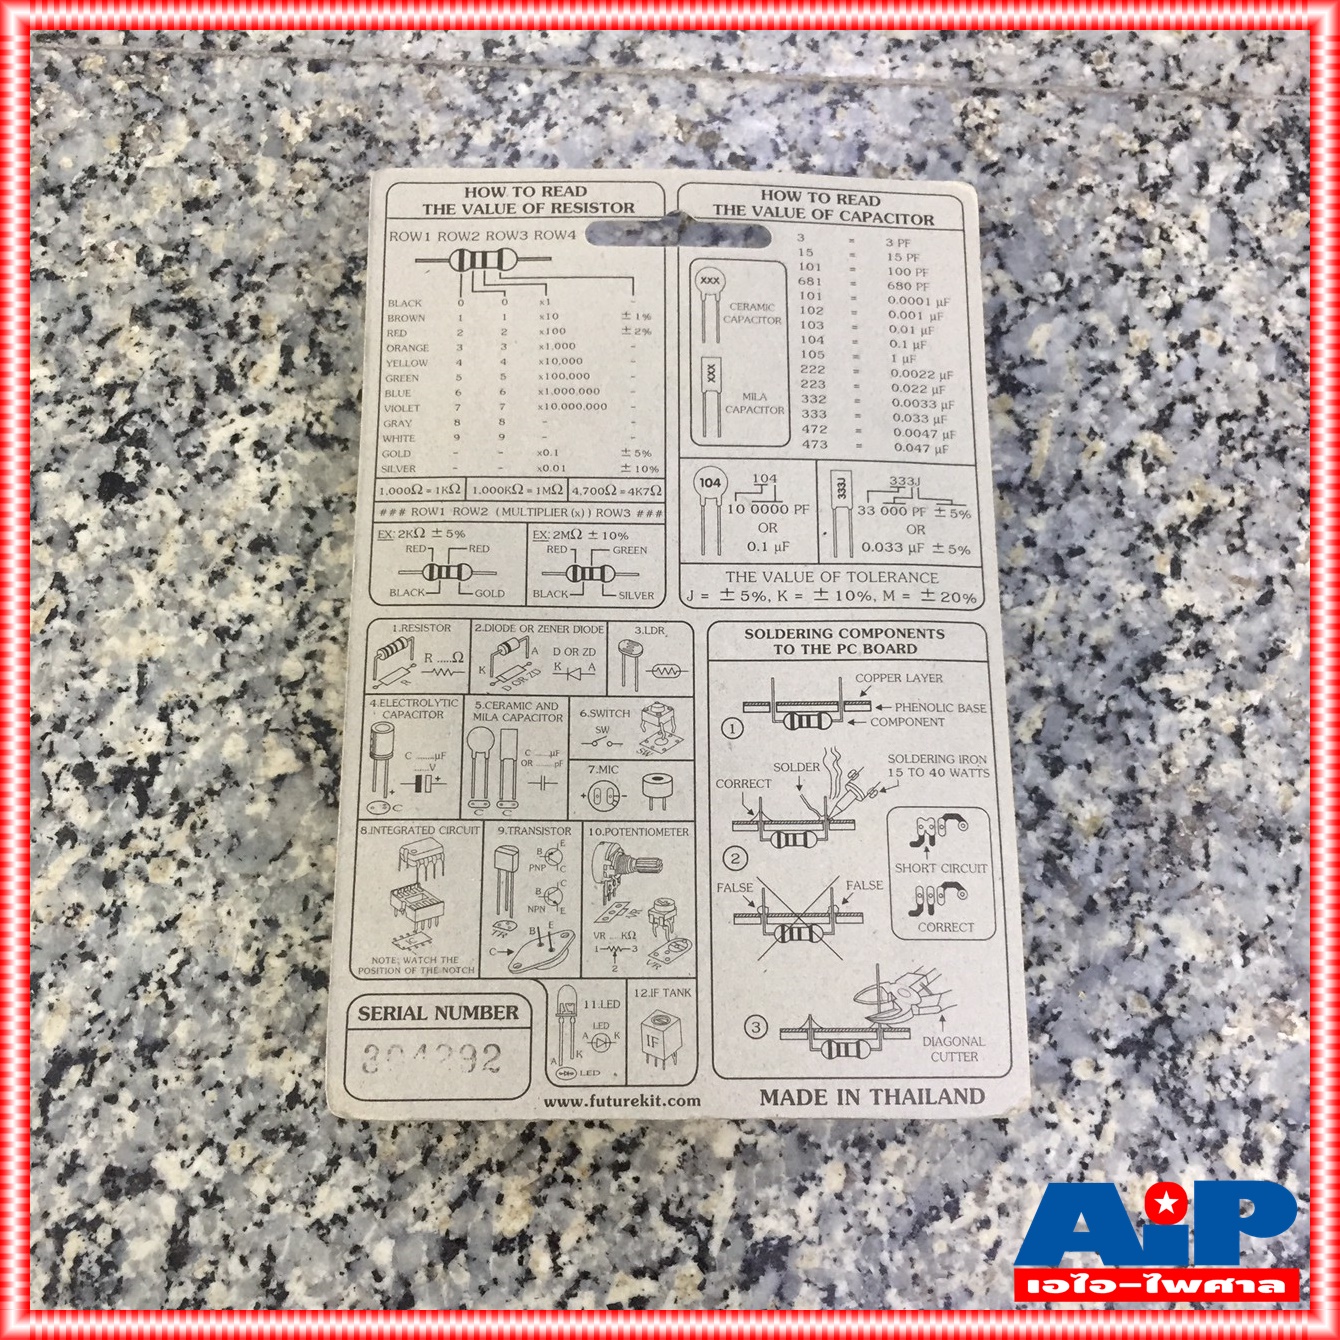 HOW TO READ
THE VALUE OF RESISTOR
ROW1 ROW2 ROW3 ROW4
BLACK 0 0 x1 -
BROWN 1 1 x10 ± 1%
RED 2 2 x100 ± 2%
ORANGE 3 3 x1,000 -
YELLOW 4 4 x10,000 -
GREEN 5 5 x100,000 -
BLUE 6 6 x1,000,000 -
VIOLET 7 7 x10,000,000 -
GRAY 8 8 - -
WHITE 9 9 - -
GOLD - - x0.1 ± 5%
SILVER - - x0.01 ± 10%
1,000Ω = 1KΩ 1,000KΩ = 1MΩ 4,700Ω = 4K7Ω
### ROW1 ROW2 (MULTIPLIER (x)) ROW3 ###
EX: 2KΩ ± 5%
RED RED
BLACK GOLD
EX: 2MΩ ± 10%
RED GREEN
BLACK SILVER
HOW TO READ
THE VALUE OF CAPACITOR
XXX
CERAMIC
CAPACITOR
XXX
MILA
CAPACITOR
3 = 3 PF
15 = 15 PF
101 = 100 PF
681 = 680 PF
101 = 0.0001 µF
102 = 0.001 µF
103 = 0.01 µF
104 = 0.1 µF
105 = 1 µF
222 = 0.0022 µF
223 = 0.022 µF
332 = 0.0033 µF
333 = 0.033 µF
472 = 0.0047 µF
473 = 0.047 µF
104 104
10 0000 PF
OR
0.1 µF
333J 333J
33 000 PF ± 5%
OR
0.033 µF ± 5%
THE VALUE OF TOLERANCE
J = ± 5%, K = ± 10%, M = ± 20%
1.RESISTOR
R .....Ω
R
2.DIODE OR ZENER DIODE
A
K
D OR ZD
D OR ZD
K A
3.LDR
4.ELECTROLYTIC
CAPACITOR
C ........µF
......V
+
+
C
5.CERAMIC AND
MILA CAPACITOR
C ......µF
OR ..... pF
C C
6.SWITCH
SW
SW
7.MIC
+ -
8.INTEGRATED CIRCUIT
IC
NOTE; WATCH THE
POSITION OF THE NOTCH
9.TRANSISTOR
B E
PNP C
B C
NPN E
TR
B E
C
10.POTENTIOMETER
VR ... KΩ
1 3
2
VR
11.LED
LED
A K
A K
LED
12.IF TANK
IF
SERIAL NUMBER
304292
www.futurekit.com
SOLDERING COMPONENTS
TO THE PC BOARD
COPPER LAYER
PHENOLIC BASE
COMPONENT
1
SOLDERING IRON
15 TO 40 WATTS
SOLDER
CORRECT
2
FALSE FALSE
SHORT CIRCUIT
CORRECT
3
DIAGONAL
CUTTER
MADE IN THAILAND
AiP
เอไอ-ไพศาล